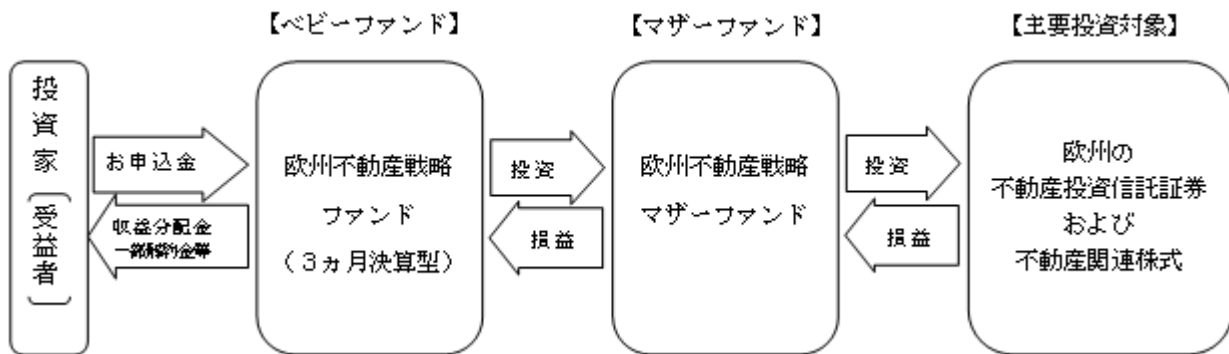 【ベビーファンド】
【マザーファンド】
【主要投資対象】
投資家（受益者）
お申込金
収益分配金
一部解約金等
欧州不動産戦略
ファンド
（３ヵ月決算型）
投資
損益
欧州不動産戦略
マザーファンド
投資
損益
欧州の
不動産投資信託証券
および
不動産関連株式